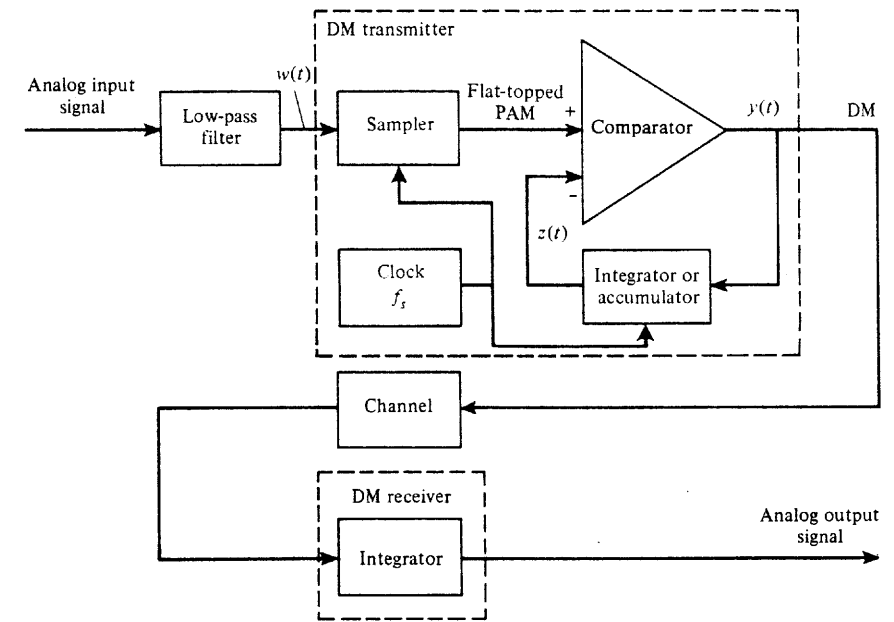 DM transmitter
Analog input
signal
Low-pass
filter
w(t)
Sampler
Flat-topped
PAM
+
-
Comparator
y(t)
DM
z(t)
Clock
fs
Integrator or
accumulator
Channel
DM receiver
Integrator
Analog output
signal